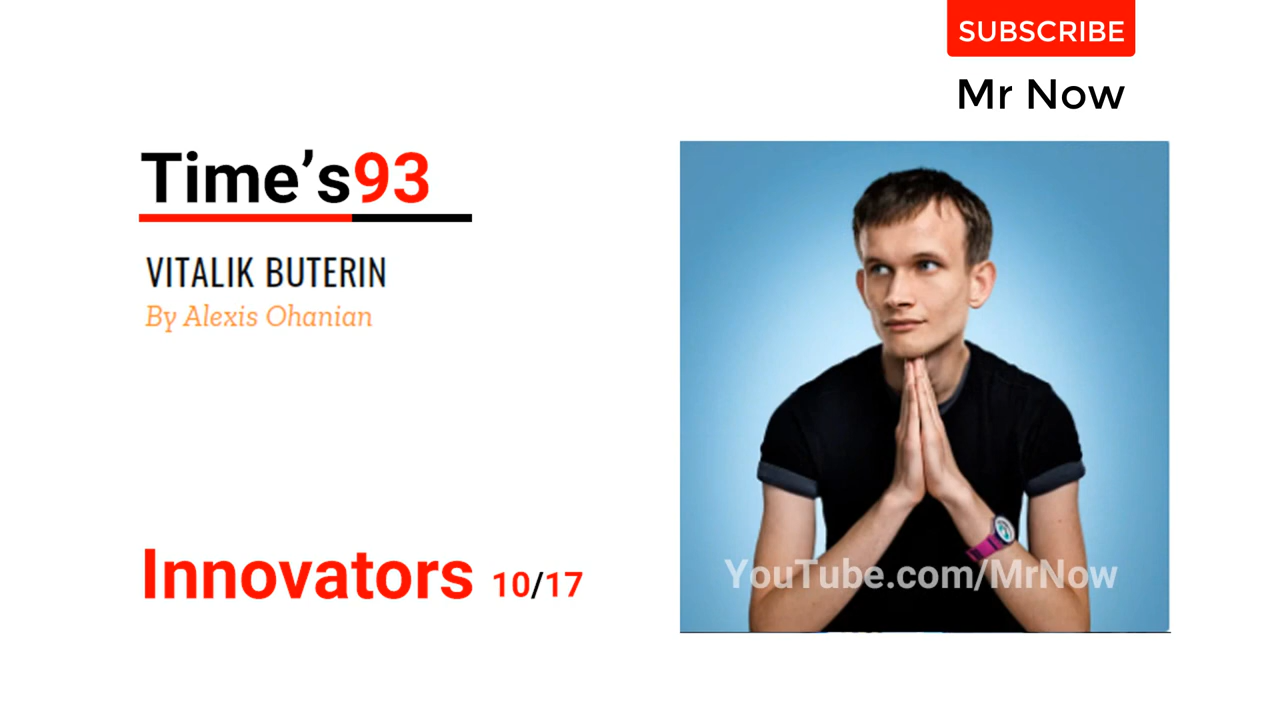 SUBSCRIBE
Mr Now
Time’s93
VITALIK BUTERIN
By Alexis Ohanian
Innovators 10/17
YouTube.com/MrNow